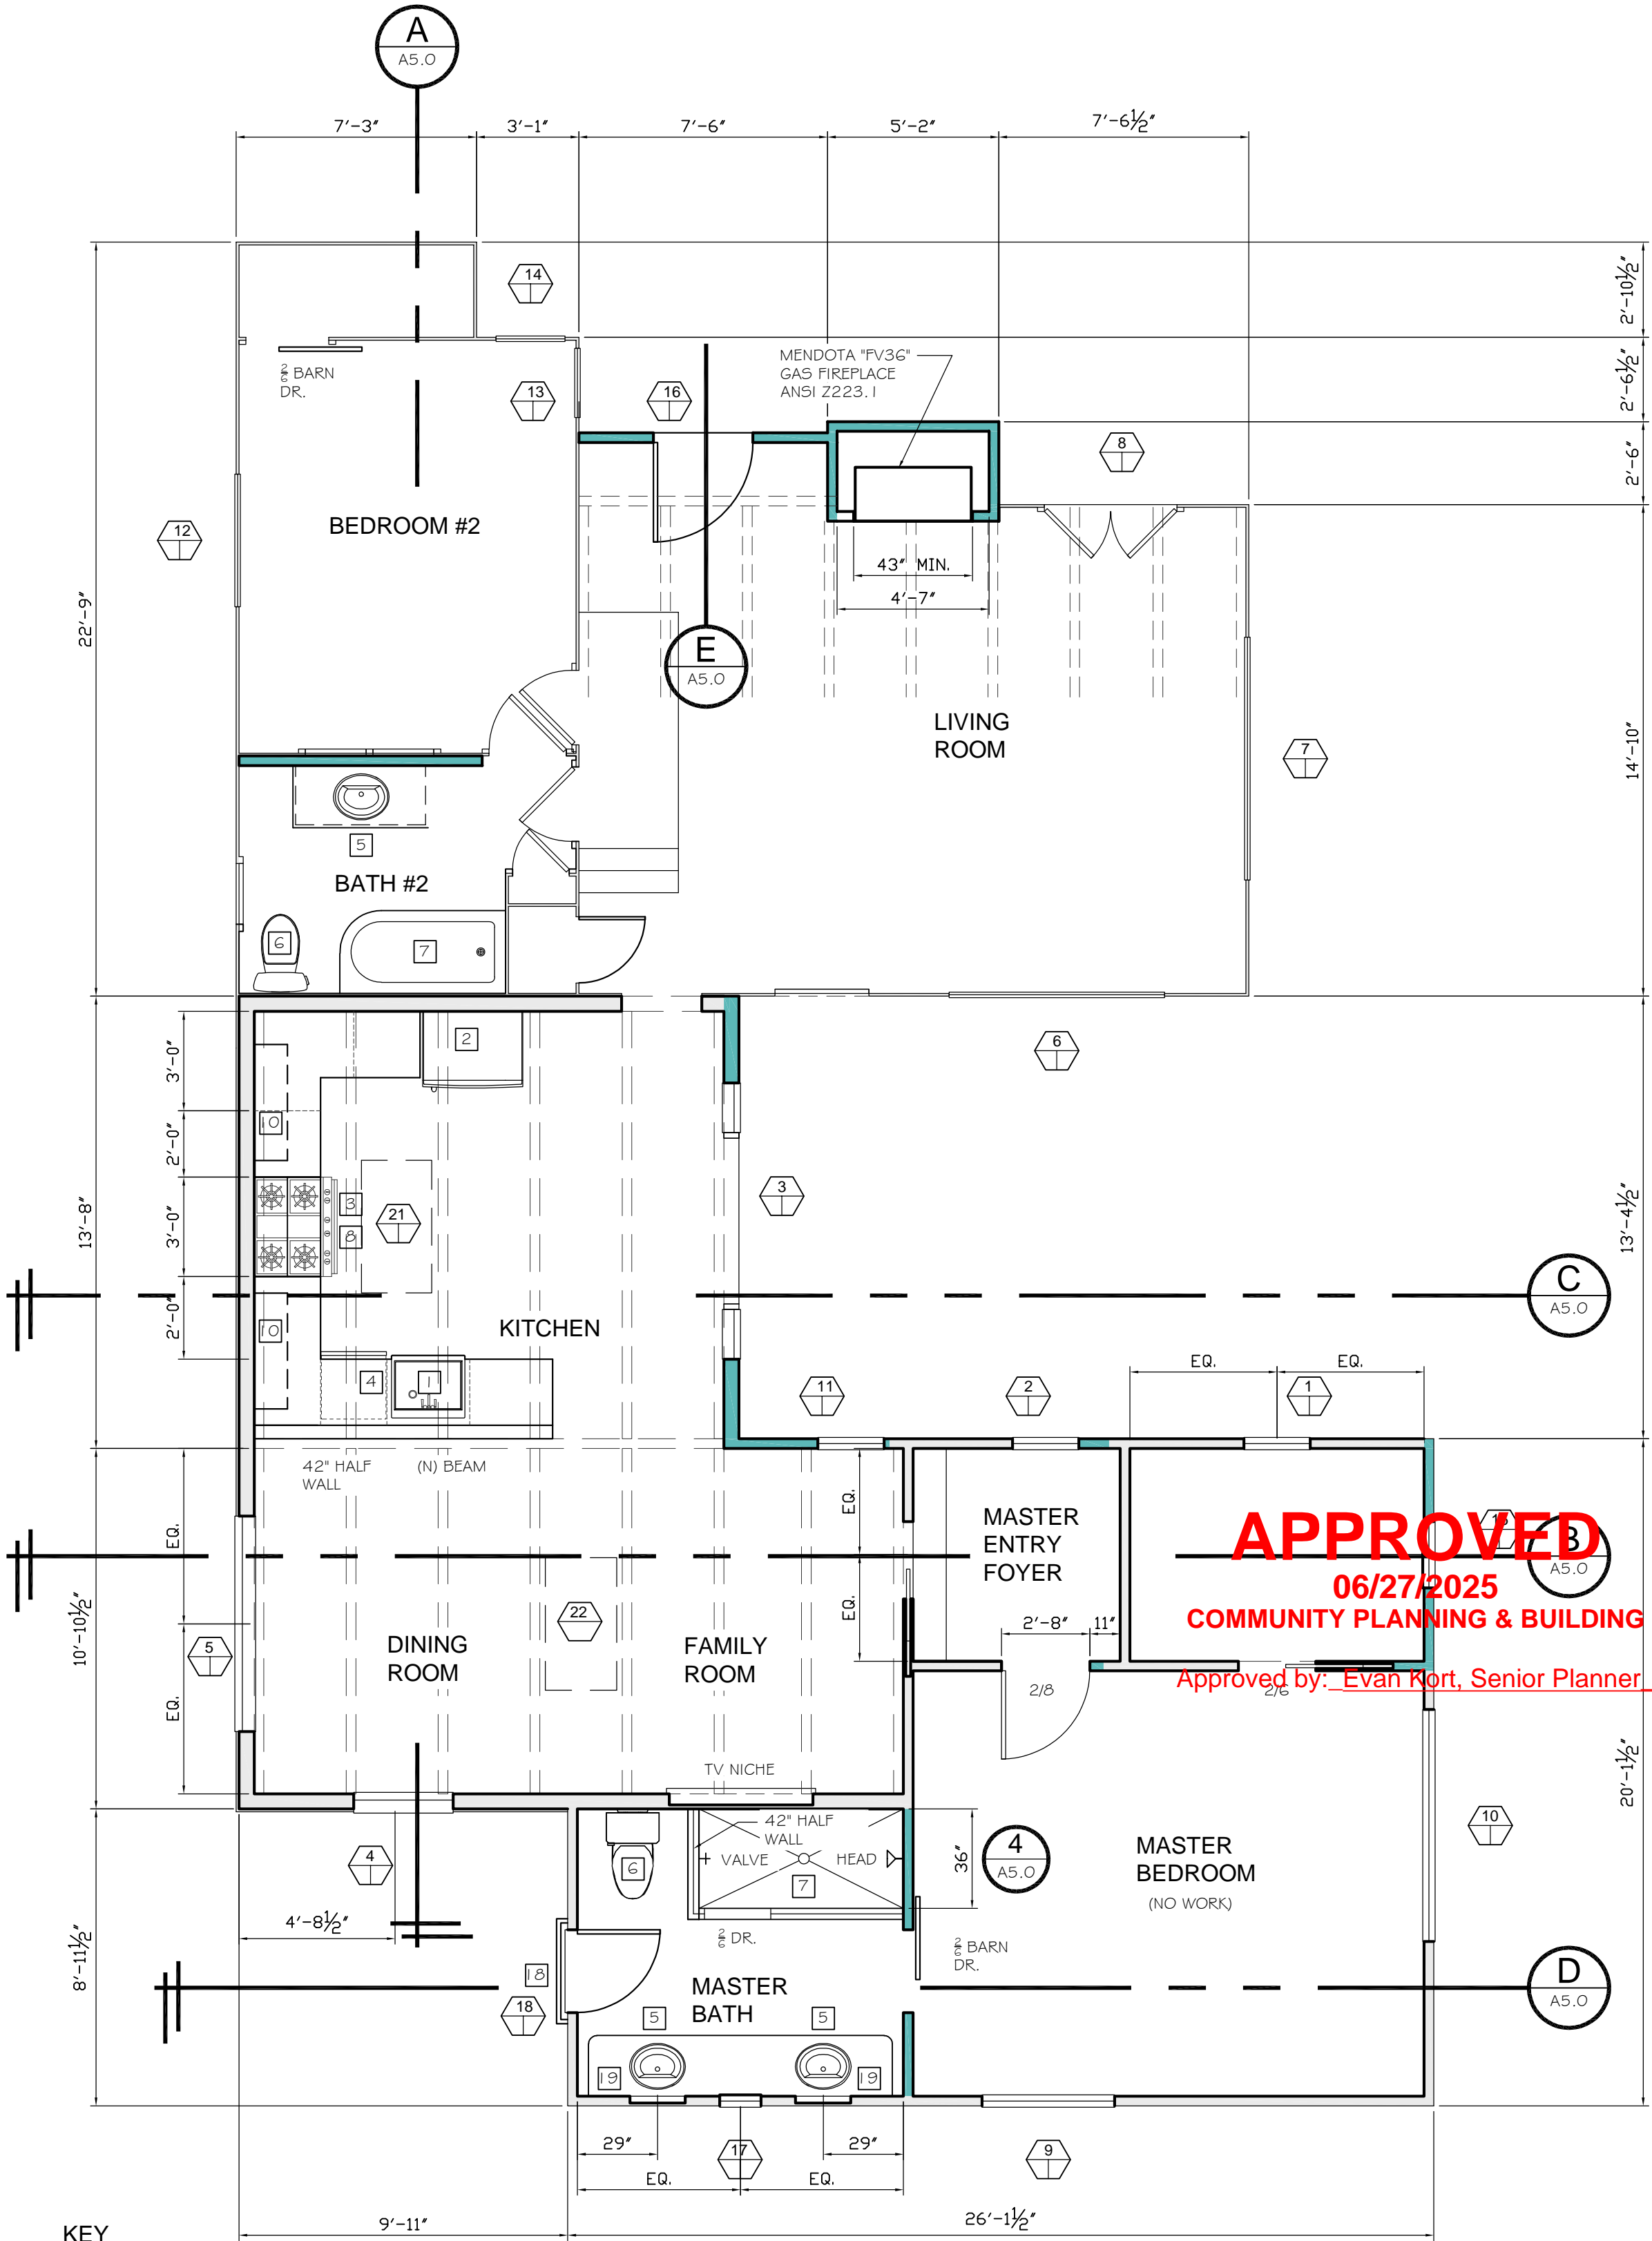 A
A5.0
7'-3"
3'-1"
7'-6"
5'-2"
7'-6½"
14
2'-10½"
2/6 BARN
DR.
13
16
MENDOTA "FV36"
GAS FIREPLACE
ANSI Z223.1
2'-6½"
8
2'-6"
12
BEDROOM #2
43" MIN.
4'-7"
22'-9"
E
A5.0
LIVING
ROOM
7
14'-10"
5
BATH #2
6
7
3'-0"
2
6
10
2'-0"
3
3
8
21
3'-0"
13'-8"
13'-4½"
C
A5.0
2'-0"
10
KITCHEN
4
1
11
2
EQ.
EQ.
1
42" HALF
WALL
(N) BEAM
EQ.
EQ.
MASTER
ENTRY
FOYER
APPROVED
B
A5.0
06/27/2025
COMMUNITY PLANNING & BUILDING
Approved by:_Evan Kort, Senior Planner_
10'-10½"
5
22
DINING
ROOM
FAMILY
ROOM
EQ.
EQ.
2'-8"
11"
2/8
2/6
TV NICHE
20'-1½"
42" HALF
WALL
VALVE
HEAD
6
7
36"
4
A5.0
MASTER
BEDROOM
(NO WORK)
10
4
4'-8½"
8'-11½"
2/6 DR.
2/6 BARN
DR.
18
18
MASTER
BATH
D
A5.0
5
5
19
19
29"
17
29"
9
EQ.
EQ.
9'-11"
26'-1½"
KEY